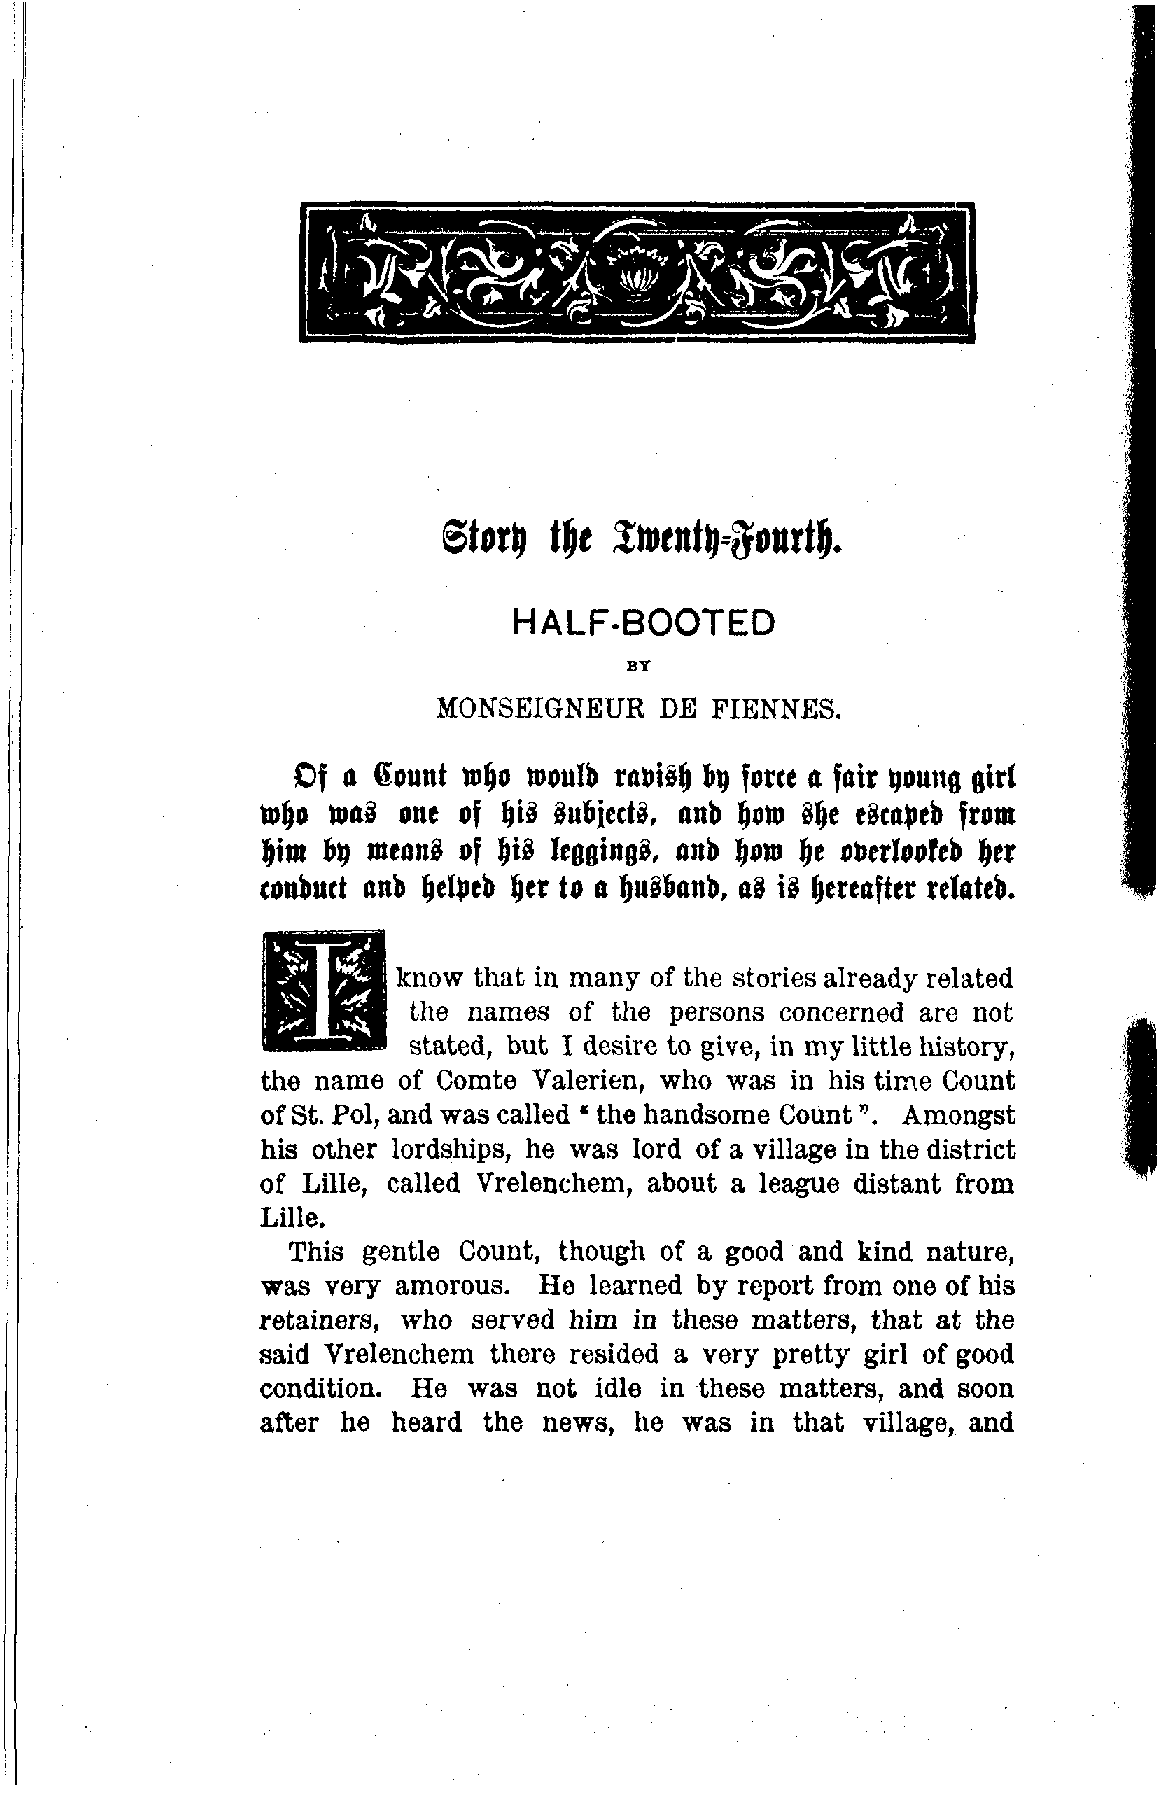 Story the Twenty-Fourth.
HALF-BOOTED
BY
MONSEIGNEUR DE FIENNES.
Of a Count who would ravish by force a fair young girl
who was one of his subjects, and how she escaped from
him by means of his leggings, and how he overlooked her
conduct and helped her to a husband, as is hereafter related.
I know that in many of the stories already related
the names of the persons concerned are not
stated, but I desire to give, in my little history,
the name of Comte Valerien, who was in his time Count
of St. Pol, and was called “the handsome Count”. Amongst
his other lordships, he was lord of a village in the district
of Lille, called Vrelenchem, about a league distant from
Lille.
This gentle Count, though of a good and kind nature,
was very amorous. He learned by report from one of his
retainers, who served him in these matters, that at the
said Vrelenchem there resided a very pretty girl of good
condition. He was not idle in these matters, and soon
after he heard the news, he was in that village, and